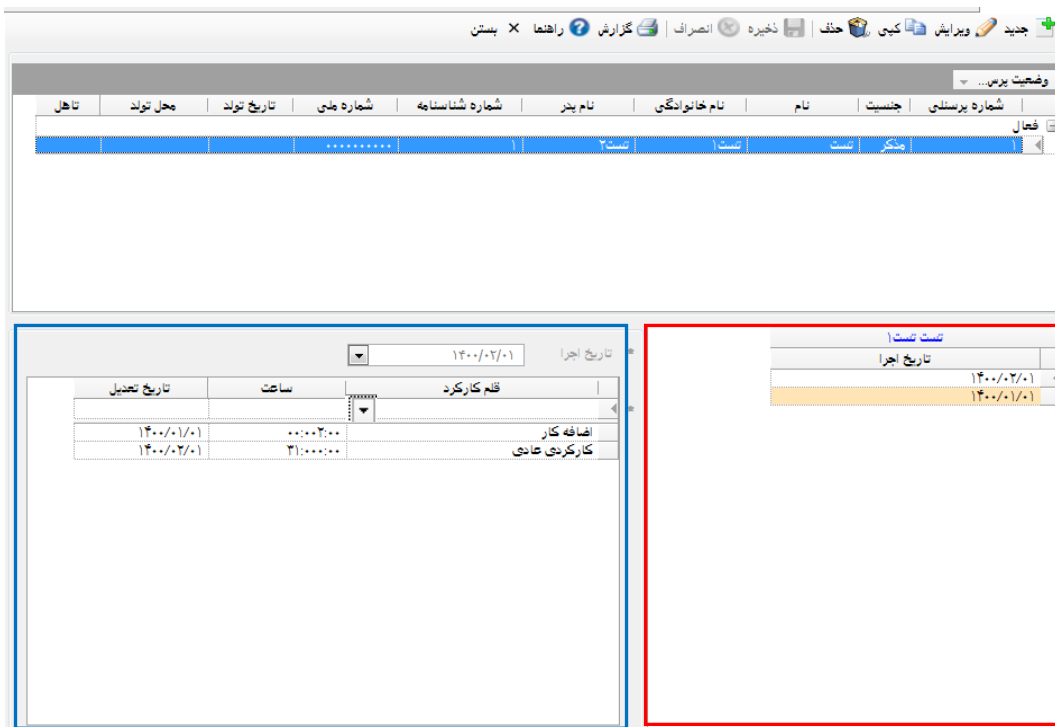 جدید ویرایش کپی حذف ذخیره انصراف گزارش راهنما بستن
وضعیت پرس...
شماره پرسنلی جنسیت نام نام خانوادگی نام پدر شماره شناسنامه شماره ملی تاریخ تولد محل تولد تاهل
فعال
۱ مذکر تست تست۱ تست۲ ۱ ۰۰۰۰۰۰۰۰۰۰
تست تست۱
تاریخ اجرا
۱۴۰۰/۰۲/۰۱
۱۴۰۰/۰۱/۰۱
* تاریخ اجرا ۱۴۰۰/۰۲/۰۱
قلم کارکرد ساعت تاریخ تعدیل
*
اضافه کار ۰۰:۰۰۲:۰۰ ۱۴۰۰/۰۱/۰۱
کارکردی عادی ۳۱:۰۰۰:۰۰ ۱۴۰۰/۰۲/۰۱